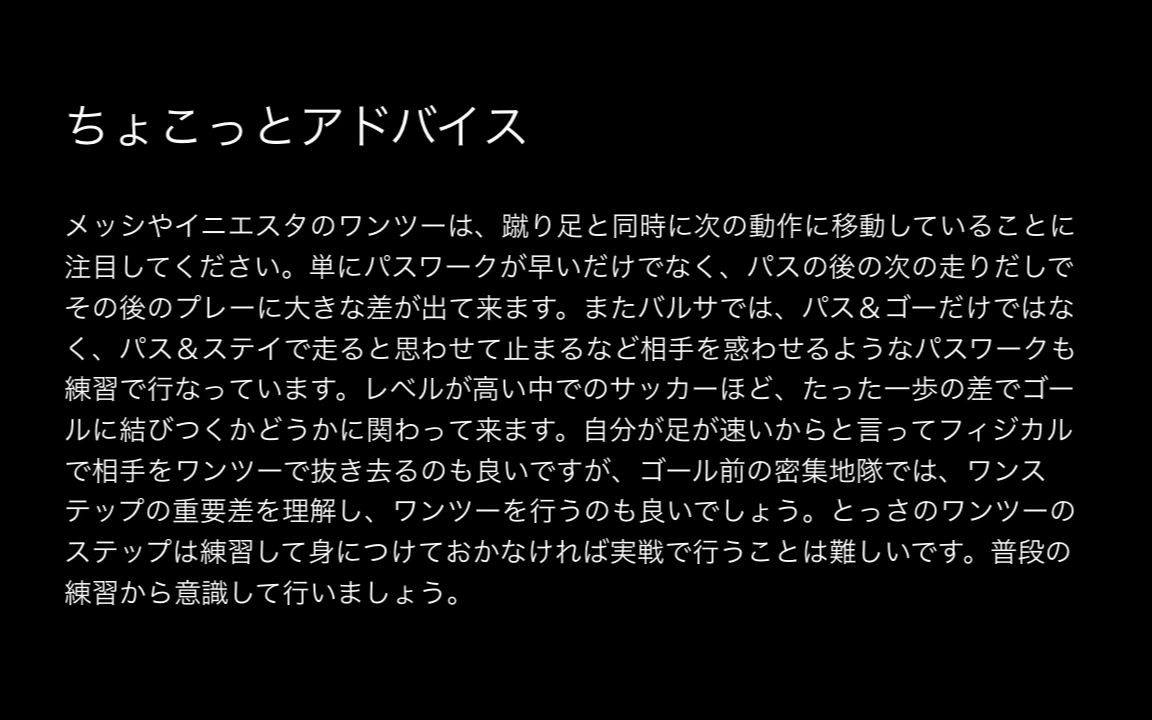 ちょこっとアドバイス
メッシやイニエスタのワンツーは、蹴り足と同時に次の動作に移動していることに
注目してください。単にパスワークが早いだけでなく、パスの後の次の走りだしで
その後のプレーに大きな差が出て来ます。またバルサでは、パス＆ゴーだけではな
く、パス＆ステイで走ると思わせて止まるなど相手を惑わせるようなパスワークも
練習で行なっています。レベルが高い中でのサッカーほど、たった一歩の差でゴー
ルに結びつくかどうかに関わって来ます。自分が足が速いからと言ってフィジカル
で相手をワンツーで抜き去るのも良いですが、ゴール前の密集地隊では、ワンス
テップの重要差を理解し、ワンツーを行うのも良いでしょう。とっさのワンツーの
ステップは練習して身につけておかなければ実戦で行うことは難しいです。普段の
練習から意識して行いましょう。